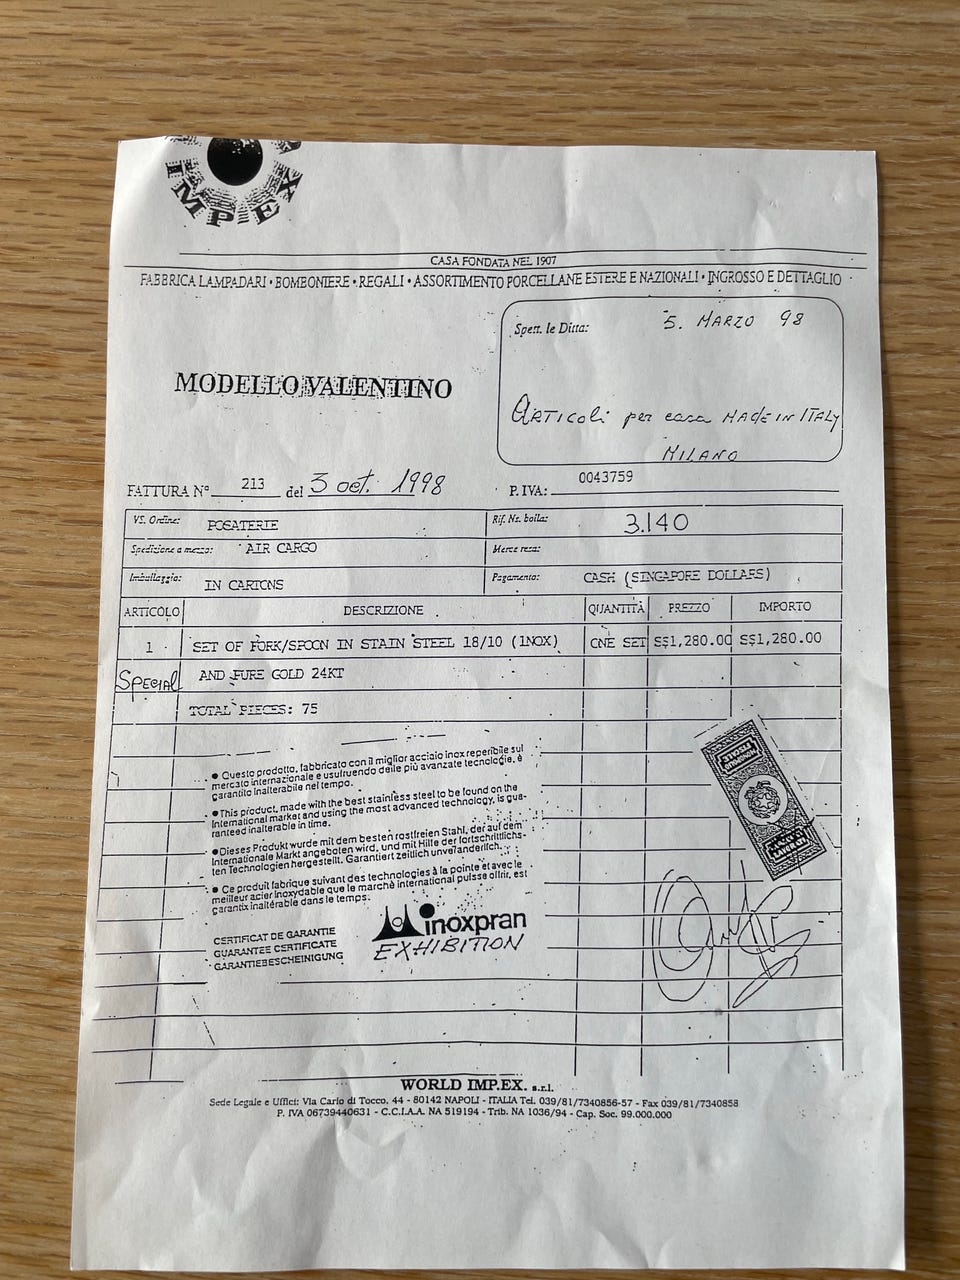 IMPEX
CASA FONDATA NEL 1907
FABBRICA LAMPADARI • BOMBONIERE • REGALI • ASSORTIMENTO PORCELLANE ESTERE E NAZIONALI • INGROSSO E DETTAGLIO
Spett. le Ditta: 5. MARZO 98
MODELLO VALENTINO
ARTICOLI per casa MADE IN ITALY
MILANO
FATTURA N° 213 del 3 oct. 1998 P. IVA: 0043759
VS. Ordine: POSATERIE Rif. Ns. bolla: 3.140
Spedizione a mezzo: AIR CARGO Merce resa:
Imballaggio: IN CARTONS Pagamento: CASH (SINGAPORE DOLLARS)
ARTICOLO DESCRIZIONE QUANTITÀ PREZZO IMPORTO
1 SET OF FORK/SPOON IN STAIN STEEL 18/10 (INOX) ONE SET S$1,280.00 S$1,280.00
SPECIAL AND PURE GOLD 24KT
TOTAL PIECES: 75
• Questo prodotto, fabbricato con il miglior acciaio inox reperibile sul
mercato internazionale e usufruendo delle più avanzate tecnologie, è
garantito inalterabile nel tempo.
• This product, made with the best stainless steel to be found on the
International market and using the most advanced technology, is gua-
ranteed inalterable in time.
• Dieses Produkt wurde mit dem besten rostfreien Stahl, der auf dem
Internationale Markt angeboten wird, und mit Hilfe der fortschrittlichs-
ten Technologien hergestellt. Garantiert zeitlich unveränderlich.
• Ce produit fabrique suivant des technologies à la pointe et avec le
meilleur acier inoxydable que le marchè international puisse offrir, est
garantix inaltérable dans le temps.
CERTIFICAT DE GARANTIE
GUARANTEE CERTIFICATE
GARANTIEBESCHEINIGUNG
inoxpran
EXHIBITION
WORLD IMP.EX. s.r.l.
Sede Legale e Uffici: Via Carlo di Tocco, 44 - 80142 NAPOLI - ITALIA Tel. 039/81/7340856-57 - Fax 039/81/7340858
P. IVA 06739440631 - C.C.I.A.A. NA 519194 - Trib. NA 1036/94 - Cap. Soc. 99.000.000